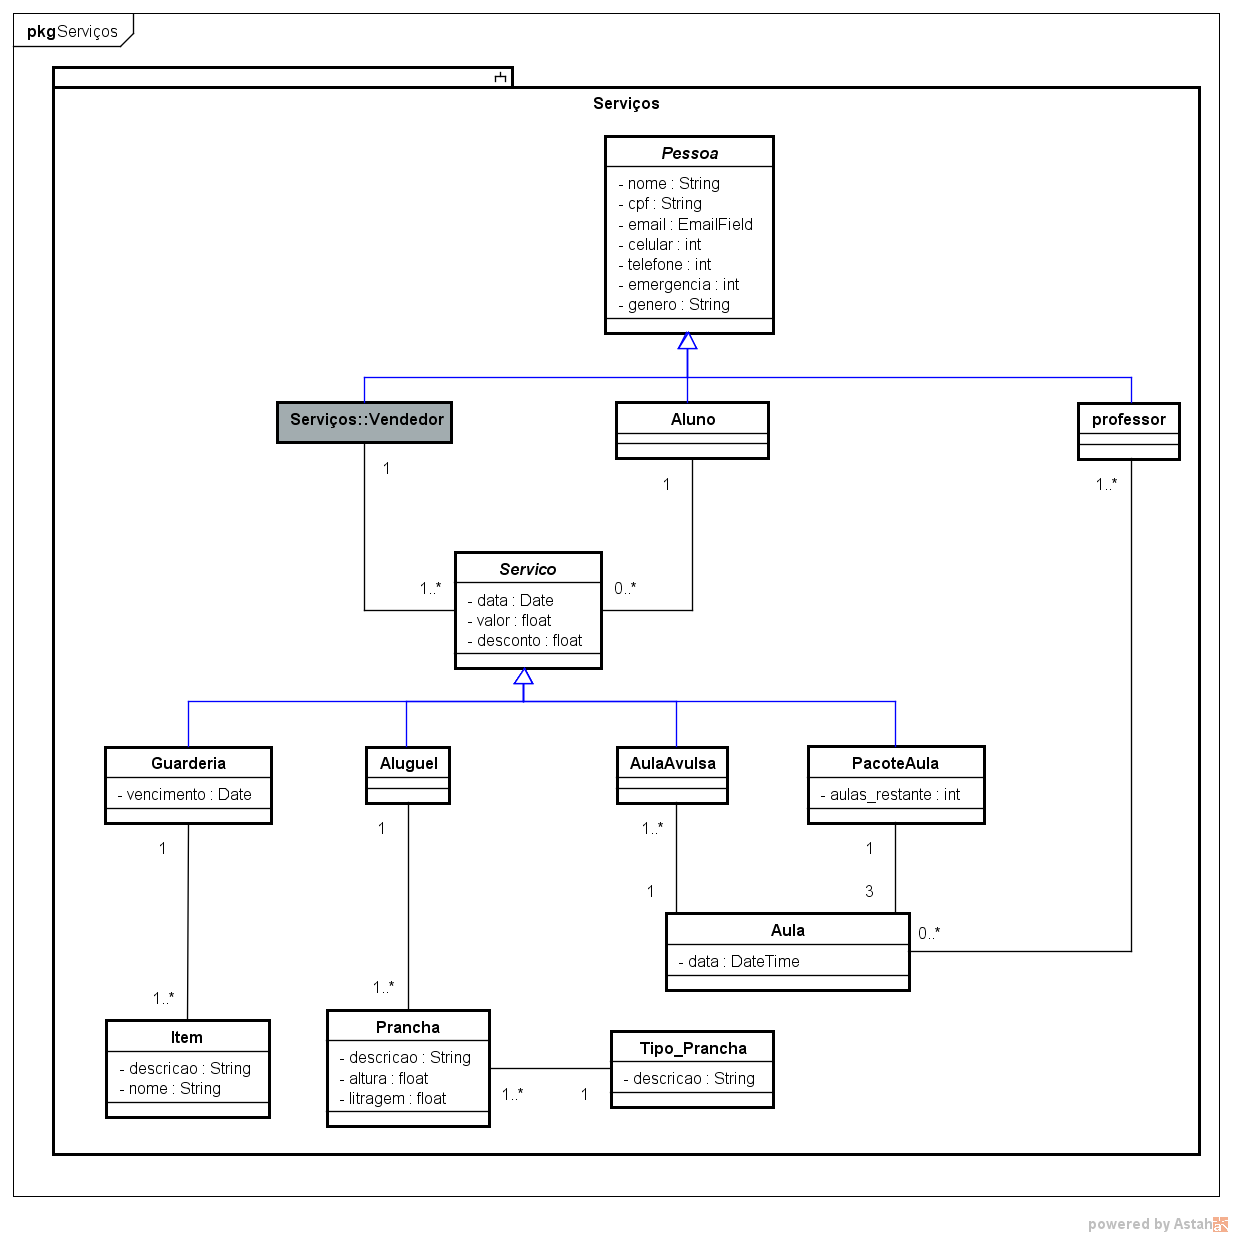 pkgServiços
Serviços
Pessoa
- nome : String
- cpf : String
- email : EmailField
- celular : int
- telefone : int
- emergencia : int
- genero : String
Serviços::Vendedor
Aluno
professor
1
1
1..*
Servico
- data : Date
- valor : float
- desconto : float
1..*
0..*
Guarderia
- vencimento : Date
Aluguel
AulaAvulsa
PacoteAula
- aulas_restante : int
1
1
1..*
1
1
3
Aula
- data : DateTime
0..*
1..*
1..*
Item
- descricao : String
- nome : String
Prancha
- descricao : String
- altura : float
- litragem : float
1..*
1
Tipo_Prancha
- descricao : String
powered by Astah